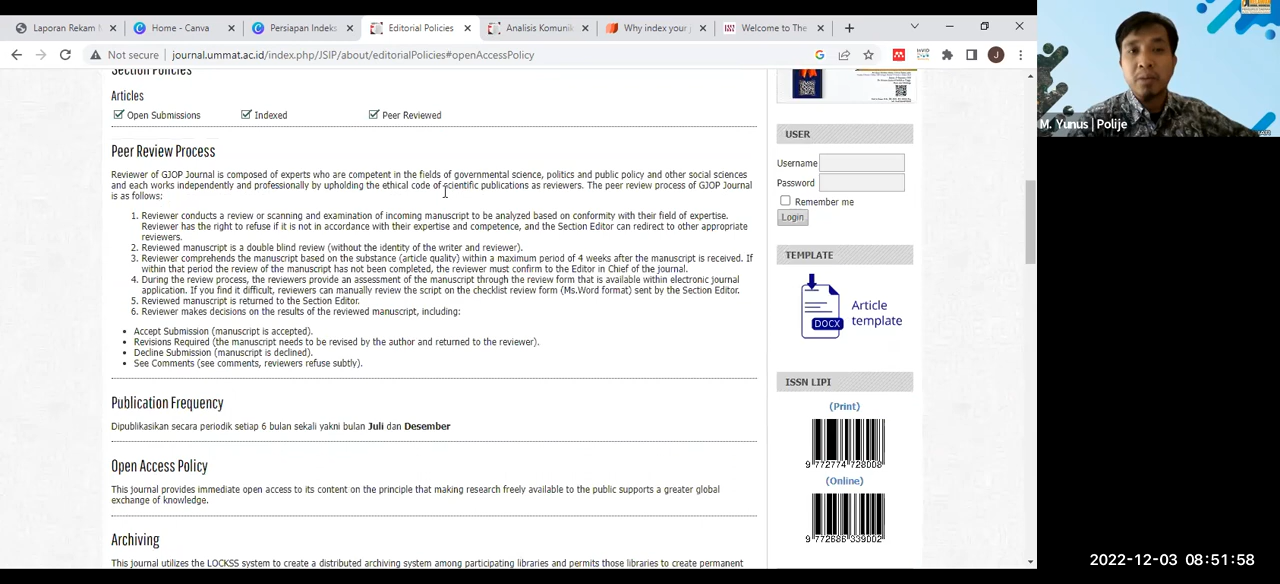 Laporan Rekam M
Home - Canva
Persiapan Indeks
Editorial Policies
Analisis Komunik
Why index your j
Welcome to The
Not secure
journal.ummat.ac.id/index.php/JSIP/about/editorialPolicies#openAccessPolicy
J
Section Policies
Articles
Open Submissions
Indexed
Peer Reviewed
Peer Review Process
Reviewer of GJOP Journal is composed of experts who are competent in the fields of governmental science, politics and public policy and other social sciences
and each works independently and professionally by upholding the ethical code of scientific publications as reviewers. The peer review process of GJOP Journal
is as follows:
1. Reviewer conducts a review or scanning and examination of incoming manuscript to be analyzed based on conformity with their field of expertise.
Reviewer has the right to refuse if it is not in accordance with their expertise and competence, and the Section Editor can redirect to other appropriate
reviewers.
2. Reviewed manuscript is a double blind review (without the identity of the writer and reviewer).
3. Reviewer comprehends the manuscript based on the substance (article quality) within a maximum period of 4 weeks after the manuscript is received. If
within that period the review of the manuscript has not been completed, the reviewer must confirm to the Editor in Chief of the journal.
4. During the review process, the reviewers provide an assessment of the manuscript through the review form that is available within electronic journal
application. If you find it difficult, reviewers can manually review the script on the checklist review form (Ms.Word format) sent by the Section Editor.
5. Reviewed manuscript is returned to the Section Editor.
6. Reviewer makes decisions on the results of the reviewed manuscript, including:
• Accept Submission (manuscript is accepted).
• Revisions Required (the manuscript needs to be revised by the author and returned to the reviewer).
• Decline Submission (manuscript is declined).
• See Comments (see comments, reviewers refuse subtly).
Publication Frequency
Dipublikasikan secara periodik setiap 6 bulan sekali yakni bulan Juli dan Desember
Open Access Policy
This journal provides immediate open access to its content on the principle that making research freely available to the public supports a greater global
exchange of knowledge.
Archiving
This journal utilizes the LOCKSS system to create a distributed archiving system among participating libraries and permits those libraries to create permanent
USER
Username
Password
Remember me
Login
TEMPLATE
DOCX
Article
template
ISSN LIPI
(Print)
9 772774 728008
(Online)
9 772686 339002
M. Yunus | Polije
2022-12-03 08:51:58